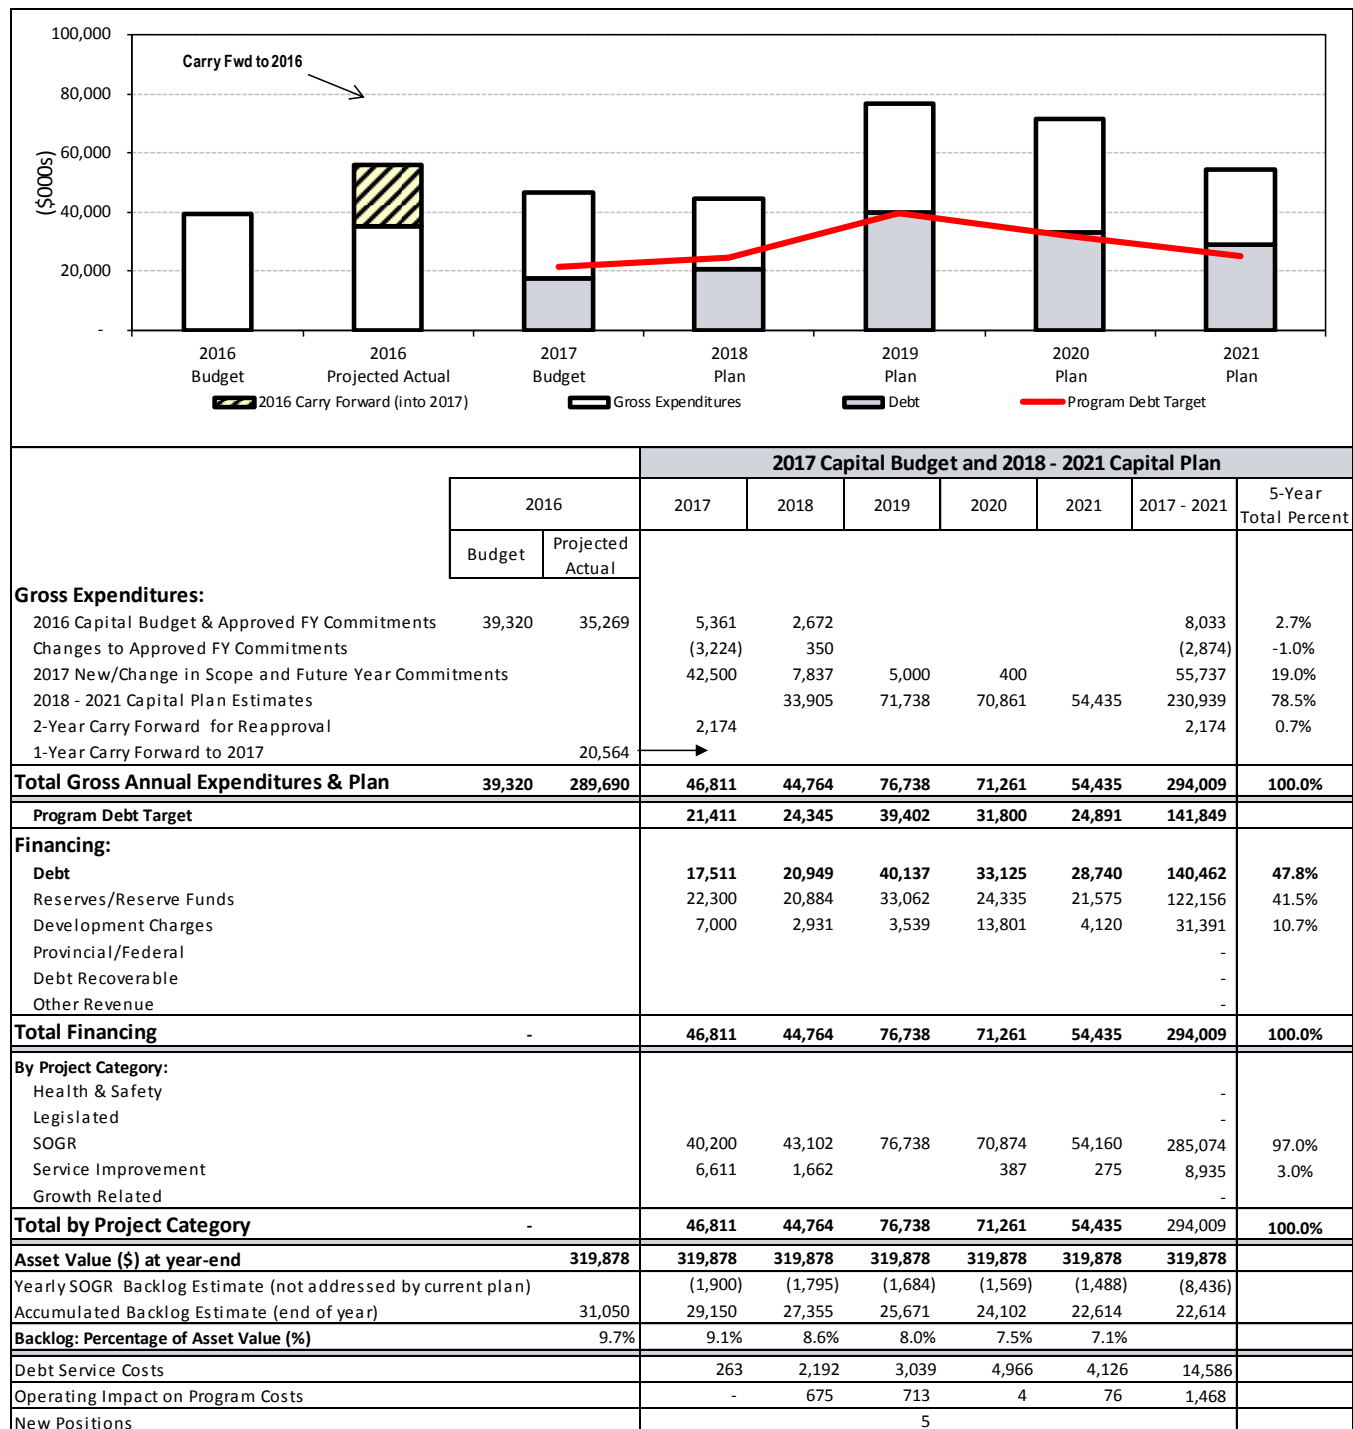 100,000
Carry Fwd to 2016
80,000
60,000
($000s)
40,000
20,000
-
2016 2016 2017 2018 2019 2020 2021
Budget Projected Actual Budget Plan Plan Plan Plan
2016 Carry Forward (into 2017) Gross Expenditures Debt Program Debt Target
2017 Capital Budget and 2018 - 2021 Capital Plan
2016 2017 2018 2019 2020 2021 2017 - 2021 5-Year Total Percent
Budget Projected Actual
Gross Expenditures:
2016 Capital Budget & Approved FY Commitments 39,320 35,269 5,361 2,672 8,033 2.7%
Changes to Approved FY Commitments (3,224) 350 (2,874) -1.0%
2017 New/Change in Scope and Future Year Commitments 42,500 7,837 5,000 400 55,737 19.0%
2018 - 2021 Capital Plan Estimates 33,905 71,738 70,861 54,435 230,939 78.5%
2-Year Carry Forward for Reapproval 2,174 2,174 0.7%
1-Year Carry Forward to 2017 20,564
Total Gross Annual Expenditures & Plan 39,320 289,690 46,811 44,764 76,738 71,261 54,435 294,009 100.0%
Program Debt Target 21,411 24,345 39,402 31,800 24,891 141,849
Financing:
Debt 17,511 20,949 40,137 33,125 28,740 140,462 47.8%
Reserves/Reserve Funds 22,300 20,884 33,062 24,335 21,575 122,156 41.5%
Development Charges 7,000 2,931 3,539 13,801 4,120 31,391 10.7%
Provincial/Federal -
Debt Recoverable -
Other Revenue -
Total Financing - 46,811 44,764 76,738 71,261 54,435 294,009 100.0%
By Project Category:
Health & Safety -
Legislated -
SOGR 40,200 43,102 76,738 70,874 54,160 285,074 97.0%
Service Improvement 6,611 1,662 387 275 8,935 3.0%
Growth Related -
Total by Project Category - 46,811 44,764 76,738 71,261 54,435 294,009 100.0%
Asset Value ($) at year-end 319,878 319,878 319,878 319,878 319,878 319,878 319,878
Yearly SOGR Backlog Estimate (not addressed by current plan) (1,900) (1,795) (1,684) (1,569) (1,488) (8,436)
Accumulated Backlog Estimate (end of year) 31,050 29,150 27,355 25,671 24,102 22,614 22,614
Backlog: Percentage of Asset Value (%) 9.7% 9.1% 8.6% 8.0% 7.5% 7.1%
Debt Service Costs 263 2,192 3,039 4,966 4,126 14,586
Operating Impact on Program Costs - 675 713 4 76 1,468
New Positions 5